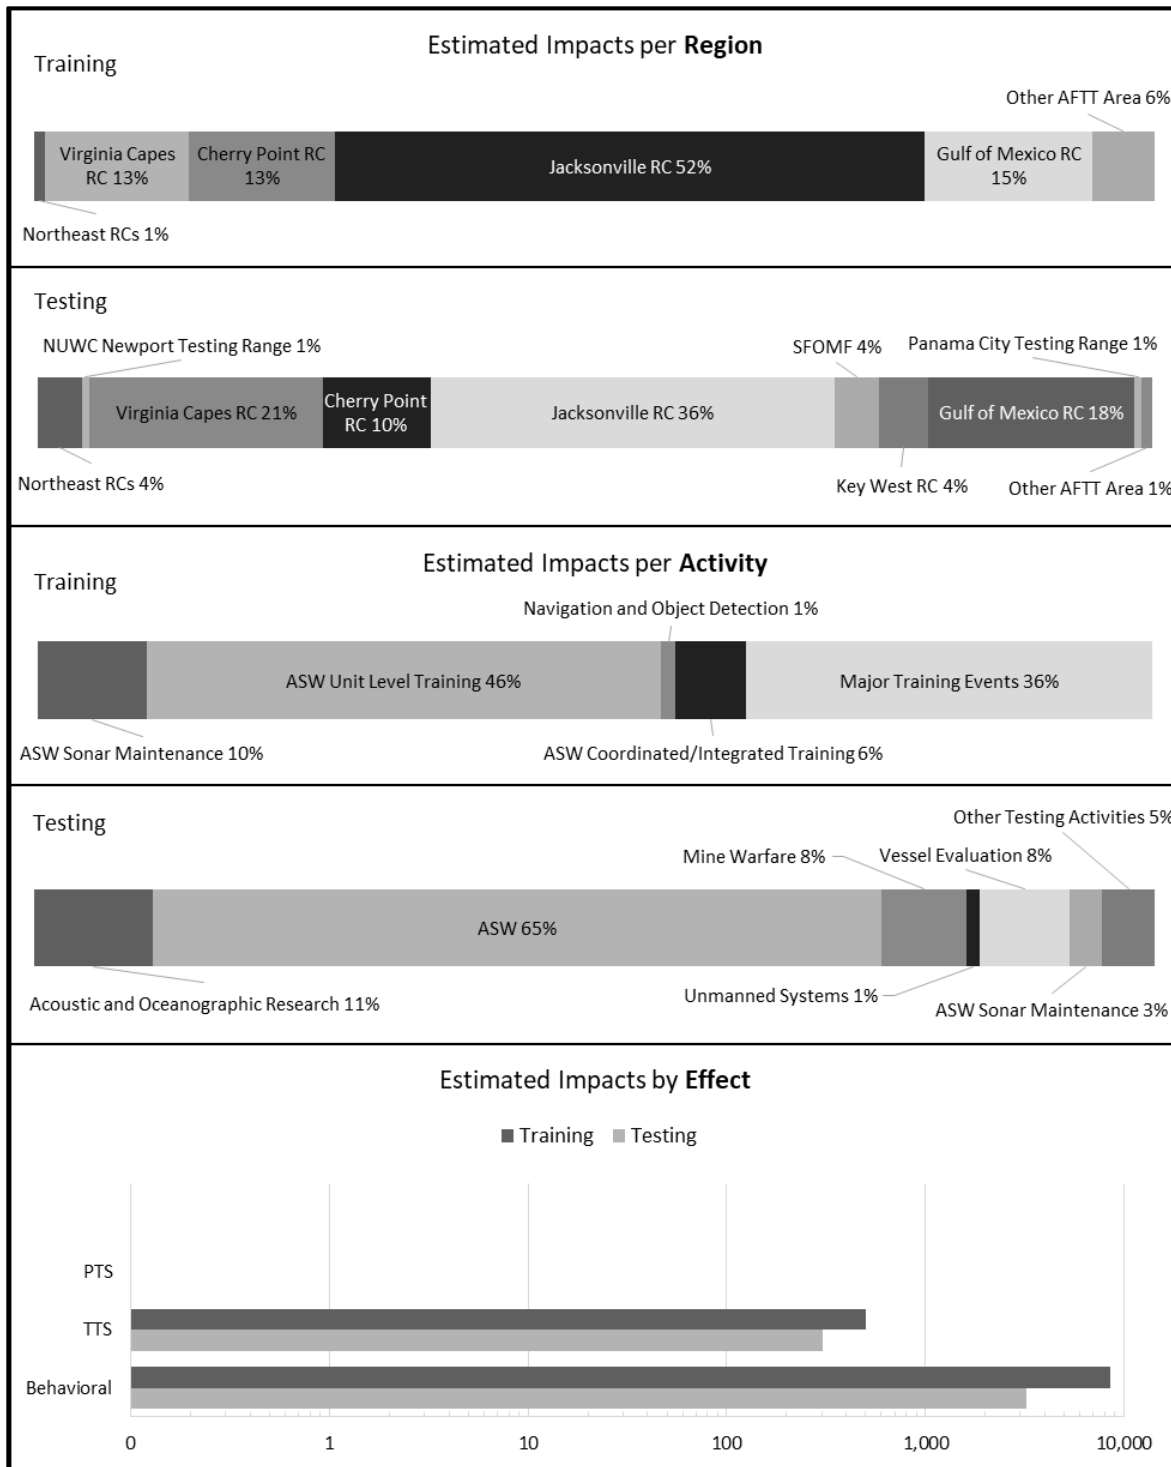 Estimated Impacts per Region
Training
Other AFTT Area 6%
Virginia Capes
RC 13%
Cherry Point RC
13%
Jacksonville RC 52%
Gulf of Mexico RC
15%
Northeast RCs 1%
Testing
NUWC Newport Testing Range 1%
SFOMF 4%
Panama City Testing Range 1%
Virginia Capes RC 21%
Cherry Point
RC 10%
Jacksonville RC 36%
Gulf of Mexico RC 18%
Northeast RCs 4%
Key West RC 4%
Other AFTT Area 1%
Estimated Impacts per Activity
Training
Navigation and Object Detection 1%
ASW Unit Level Training 46%
Major Training Events 36%
ASW Sonar Maintenance 10%
ASW Coordinated/Integrated Training 6%
Testing
Other Testing Activities 5%
Mine Warfare 8%
Vessel Evaluation 8%
ASW 65%
Acoustic and Oceanographic Research 11%
Unmanned Systems 1%
ASW Sonar Maintenance 3%
Estimated Impacts by Effect
Training
Testing
PTS
TTS
Behavioral
0
1
10
100
1,000
10,000